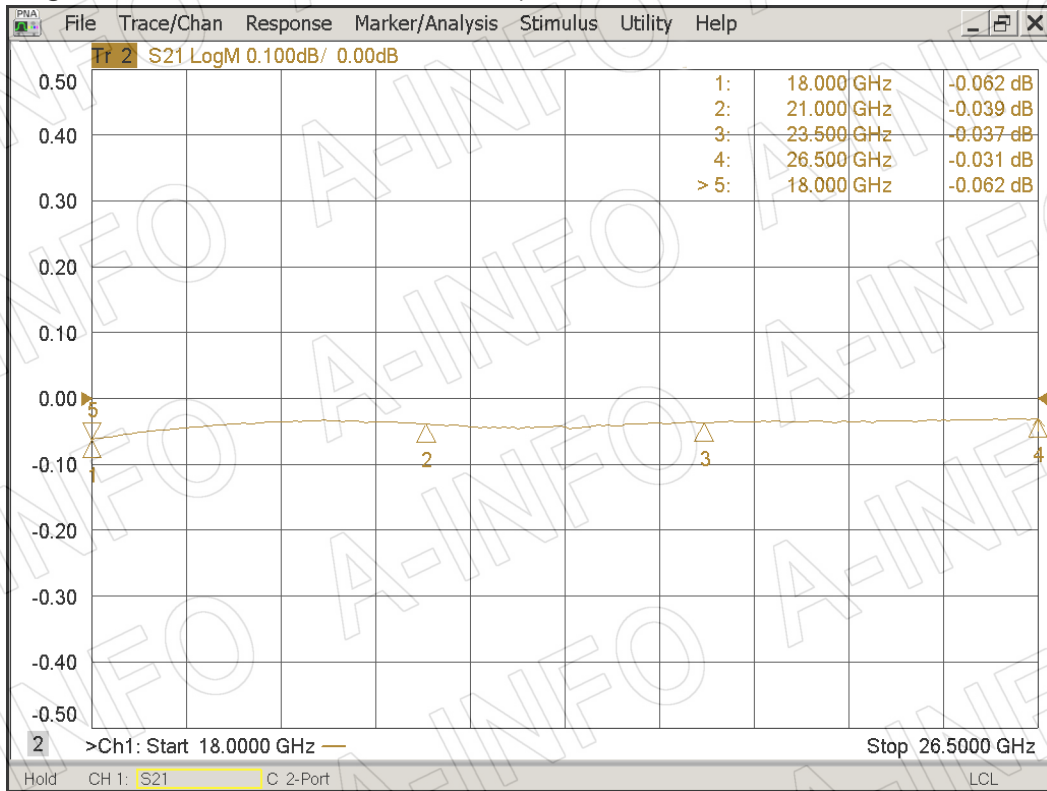 PNA File Trace/Chan Response Marker/Analysis Stimulus Utility Help
Tr 2 S21 LogM 0.100dB/ 0.00dB
0.50
0.40
0.30
0.20
0.10
0.00
-0.10
-0.20
-0.30
-0.40
-0.50
1: 18.000 GHz -0.062 dB
2: 21.000 GHz -0.039 dB
3: 23.500 GHz -0.037 dB
4: 26.500 GHz -0.031 dB
> 5: 18.000 GHz -0.062 dB
5
1
2
3
4
2 >Ch1: Start 18.0000 GHz — Stop 26.5000 GHz
Hold CH 1: S21 C 2-Port LCL
A-INFO